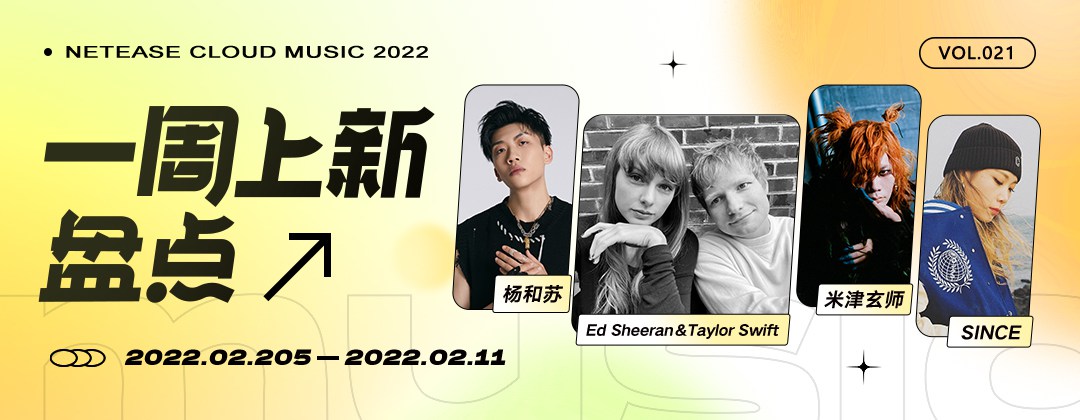 NETEASE CLOUD MUSIC 2022
VOL.021
一周上新
盘点
杨和苏
Ed Sheeran&Taylor Swift
米津玄师
SINCE
2022.02.205 — 2022.02.11
music